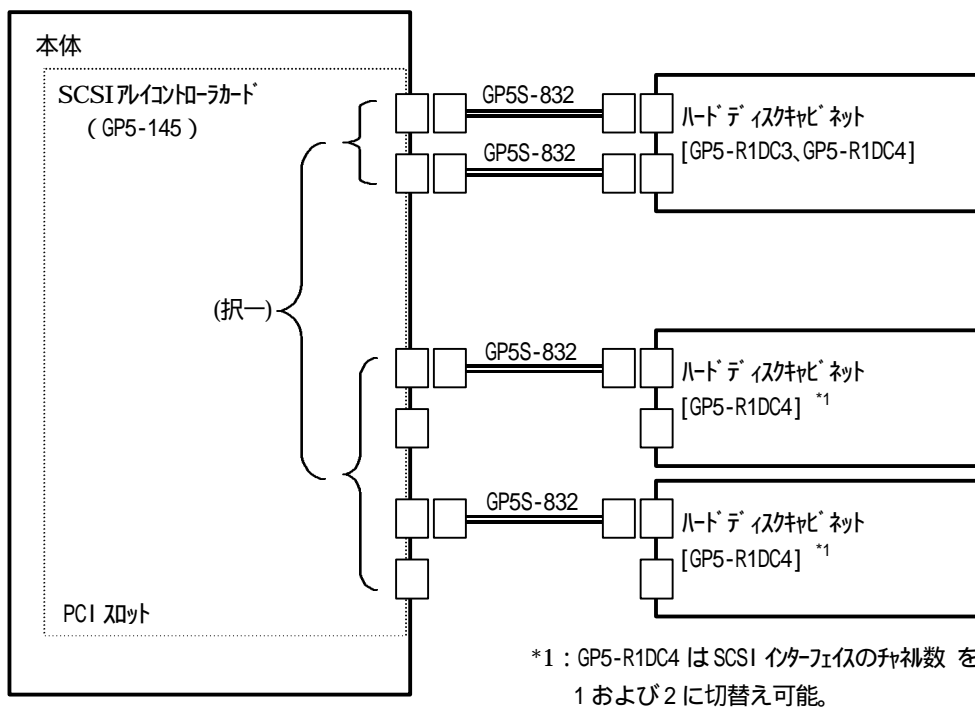 本体
SCSIｱﾚｲｺﾝﾄﾛｰﾗｶｰﾄﾞ
（GP5-145）
GP5S-832
ﾊｰﾄﾞﾃﾞｨｽｸｷｬﾋﾞﾈｯﾄ
[GP5-R1DC3、GP5-R1DC4]
GP5S-832
(択一)
GP5S-832
ﾊｰﾄﾞﾃﾞｨｽｸｷｬﾋﾞﾈｯﾄ
[GP5-R1DC4] *1
GP5S-832
ﾊｰﾄﾞﾃﾞｨｽｸｷｬﾋﾞﾈｯﾄ
[GP5-R1DC4] *1
PCI ｽﾛｯﾄ
*1：GP5-R1DC4 は SCSI ｲﾝﾀｰﾌｪｲｽのﾁｬﾈﾙ数 を
1 および 2 に切替え可能。